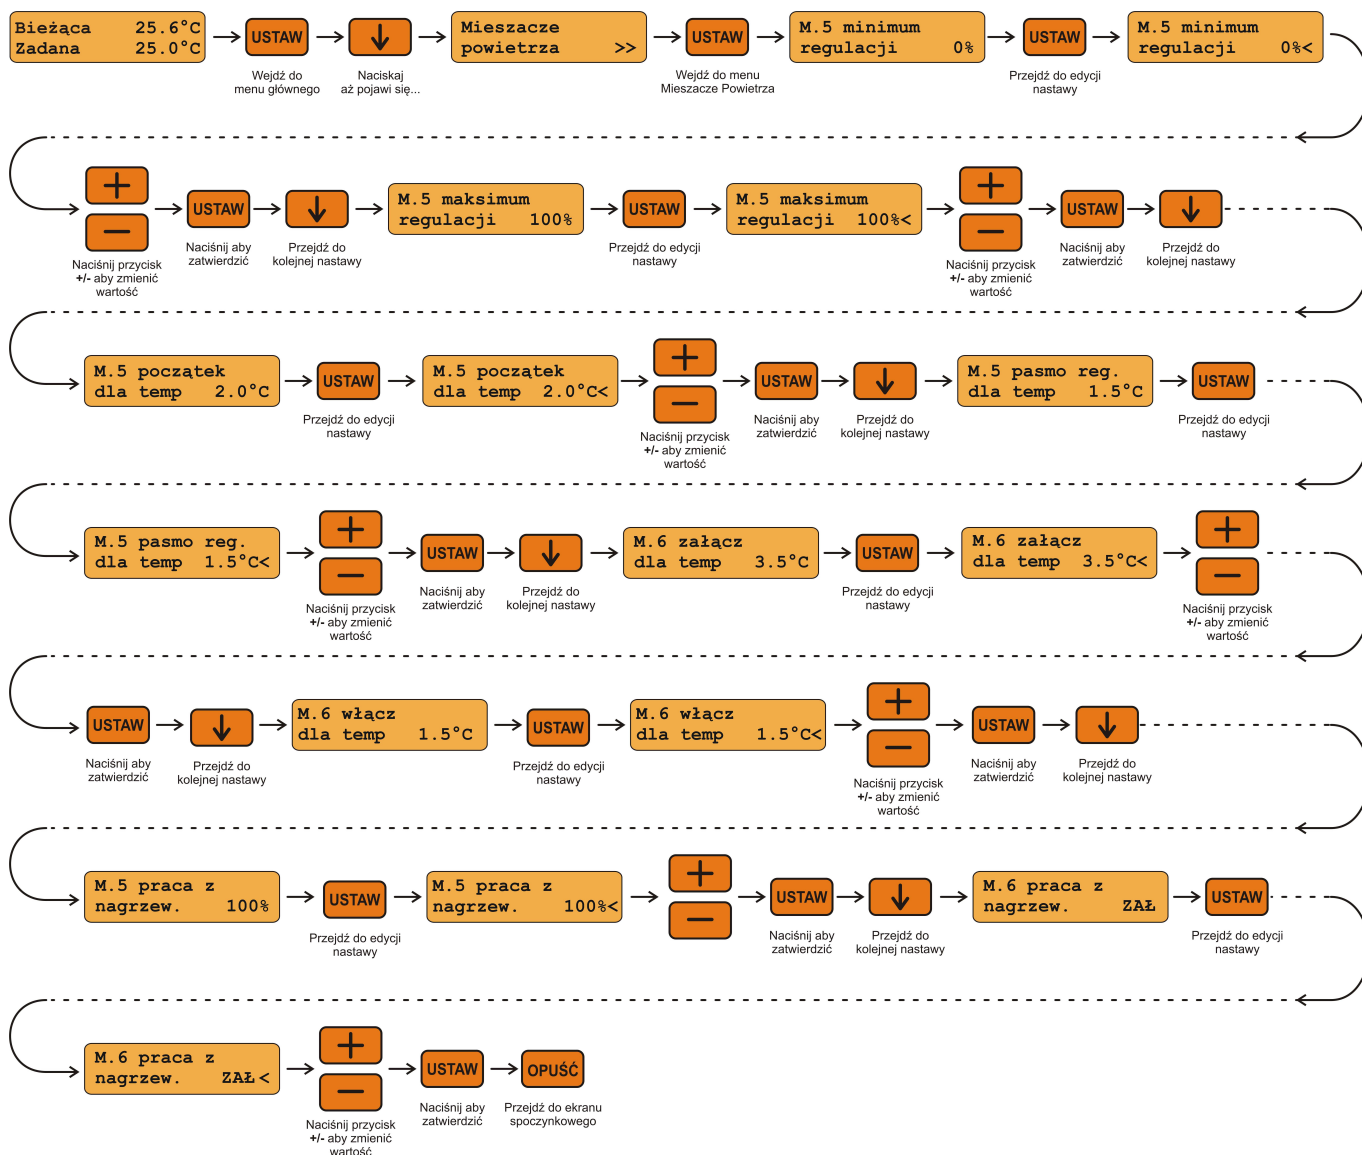 Bieżąca 25.6°C
Zadana 25.0°C
USTAW
Wejdź do
menu głównego
Naciskaj
aż pojawi się...
Mieszacze
powietrza >>
USTAW
Wejdź do menu
Mieszacze Powietrza
M.5 minimum
regulacji 0%
USTAW
Przejdź do edycji
nastawy
M.5 minimum
regulacji 0%<
Naciśnij przycisk
+/- aby zmienić
wartość
USTAW
Naciśnij aby
zatwierdzić
Przejdź do
kolejnej nastawy
M.5 maksimum
regulacji 100%
USTAW
Przejdź do edycji
nastawy
M.5 maksimum
regulacji 100%<
Naciśnij przycisk
+/- aby zmienić
wartość
USTAW
Naciśnij aby
zatwierdzić
Przejdź do
kolejnej nastawy
M.5 początek
dla temp 2.0°C
USTAW
Przejdź do edycji
nastawy
M.5 początek
dla temp 2.0°C<
Naciśnij przycisk
+/- aby zmienić
wartość
USTAW
Naciśnij aby
zatwierdzić
Przejdź do
kolejnej nastawy
M.5 pasmo reg.
dla temp 1.5°C
USTAW
Przejdź do edycji
nastawy
M.5 pasmo reg.
dla temp 1.5°C<
Naciśnij przycisk
+/- aby zmienić
wartość
USTAW
Naciśnij aby
zatwierdzić
Przejdź do
kolejnej nastawy
M.6 załącz
dla temp 3.5°C
USTAW
Przejdź do edycji
nastawy
M.6 załącz
dla temp 3.5°C<
Naciśnij przycisk
+/- aby zmienić
wartość
USTAW
Naciśnij aby
zatwierdzić
Przejdź do
kolejnej nastawy
M.6 włącz
dla temp 1.5°C
USTAW
Przejdź do edycji
nastawy
M.6 włącz
dla temp 1.5°C<
Naciśnij przycisk
+/- aby zmienić
wartość
USTAW
Naciśnij aby
zatwierdzić
Przejdź do
kolejnej nastawy
M.5 praca z
nagrzew. 100%
USTAW
Przejdź do edycji
nastawy
M.5 praca z
nagrzew. 100%<
USTAW
Naciśnij aby
zatwierdzić
Przejdź do
kolejnej nastawy
M.6 praca z
nagrzew. ZAŁ
USTAW
Przejdź do edycji
nastawy
M.6 praca z
nagrzew. ZAŁ<
Naciśnij przycisk
+/- aby zmienić
wartość
USTAW
Naciśnij aby
zatwierdzić
OPUŚĆ
Przejdź do ekranu
spoczynkowego